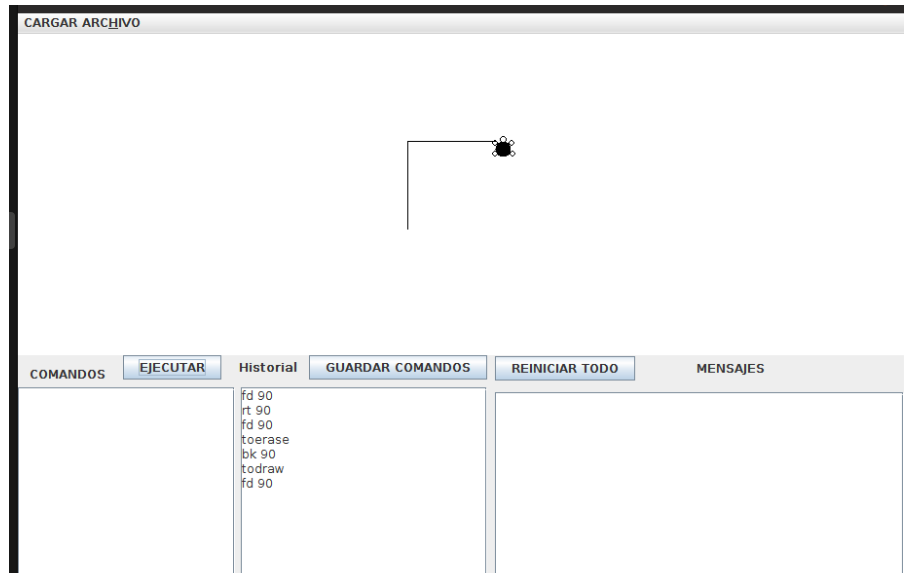 CARGAR ARCHIVO
COMANDOS
EJECUTAR
Historial
GUARDAR COMANDOS
REINICIAR TODO
MENSAJES
fd 90
rt 90
fd 90
toerase
bk 90
todraw
fd 90